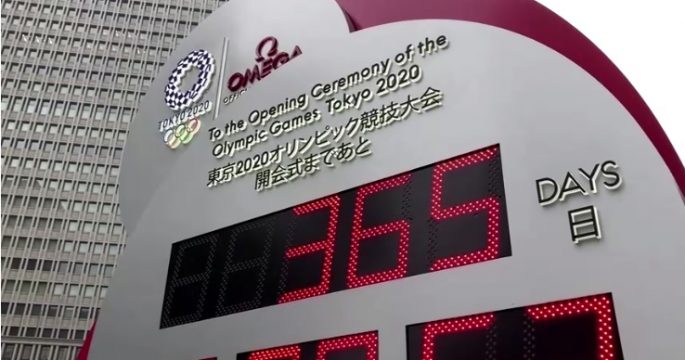 OMEGA
TOKYO 2020
To the Opening Ceremony of the
Olympic Games Tokyo 2020
東京2020オリンピック競技大会
開会式まであと
365
DAYS
日